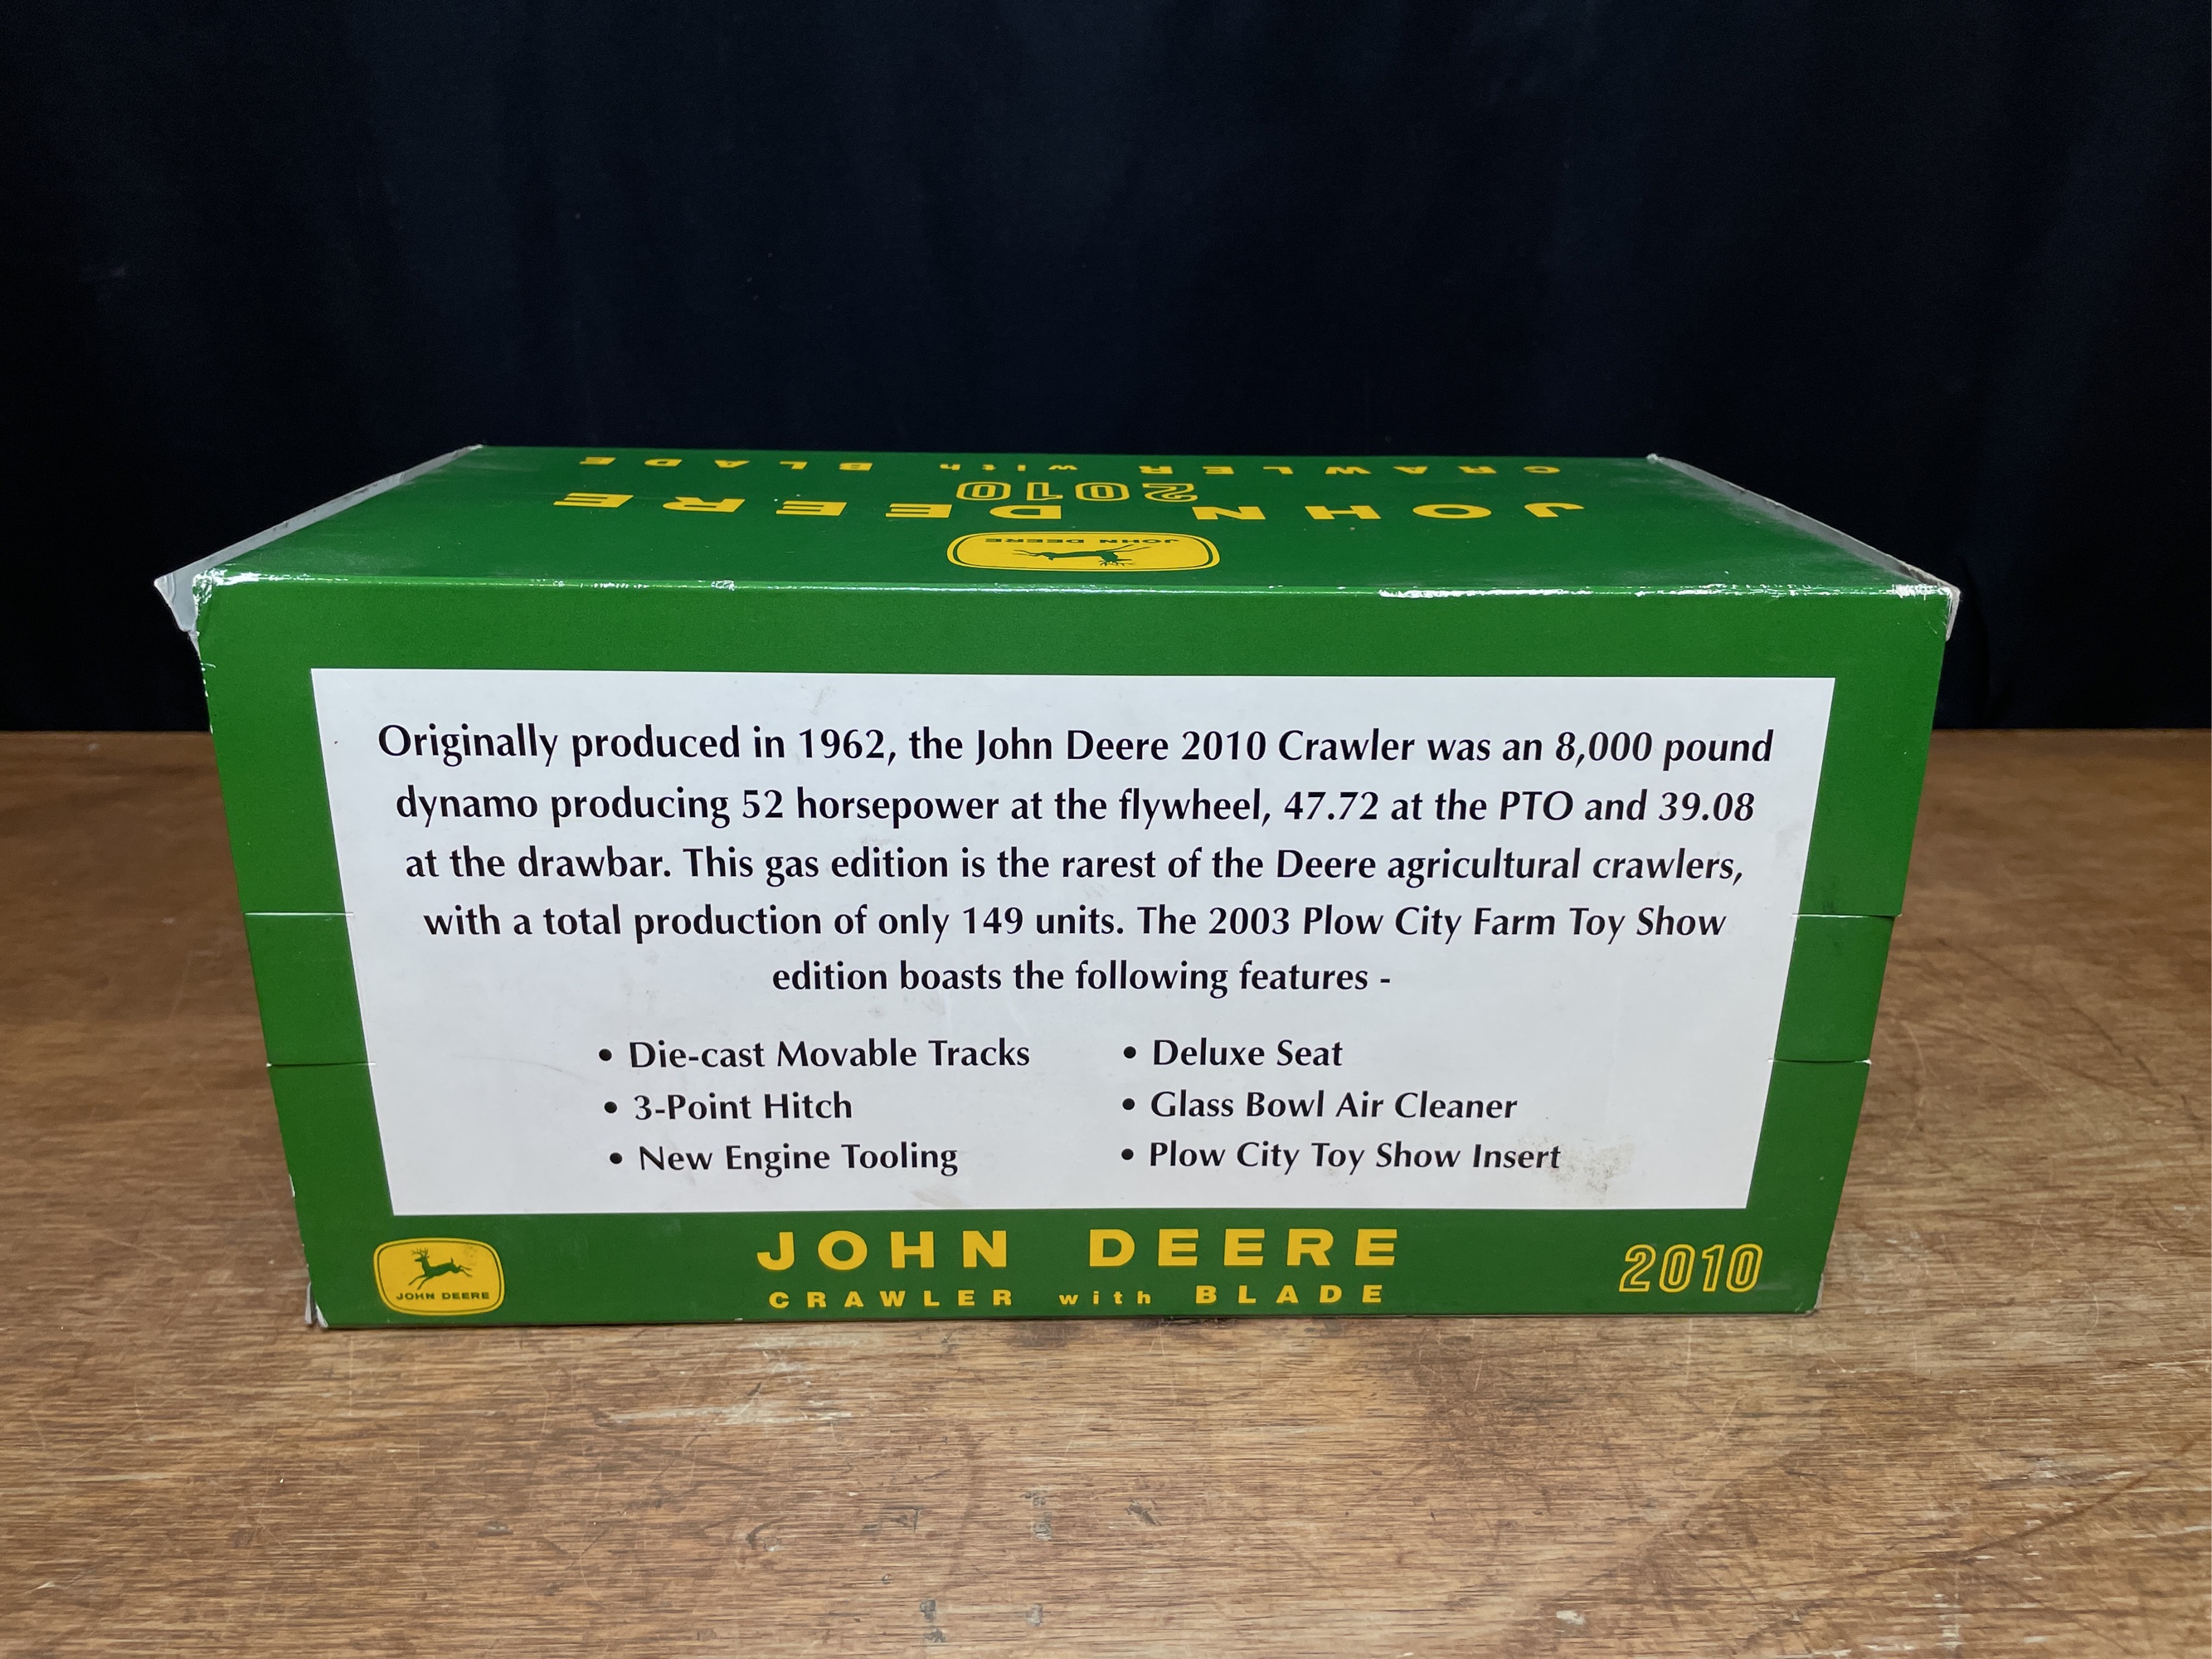 CRAWLER with BLADE
2010
JOHN DEERE
JOHN DEERE
Originally produced in 1962, the John Deere 2010 Crawler was an 8,000 pound
dynamo producing 52 horsepower at the flywheel, 47.72 at the PTO and 39.08
at the drawbar. This gas edition is the rarest of the Deere agricultural crawlers,
with a total production of only 149 units. The 2003 Plow City Farm Toy Show
edition boasts the following features -
• Die-cast Movable Tracks
• 3-Point Hitch
• New Engine Tooling
• Deluxe Seat
• Glass Bowl Air Cleaner
• Plow City Toy Show Insert
JOHN DEERE
JOHN DEERE
CRAWLER with BLADE
2010